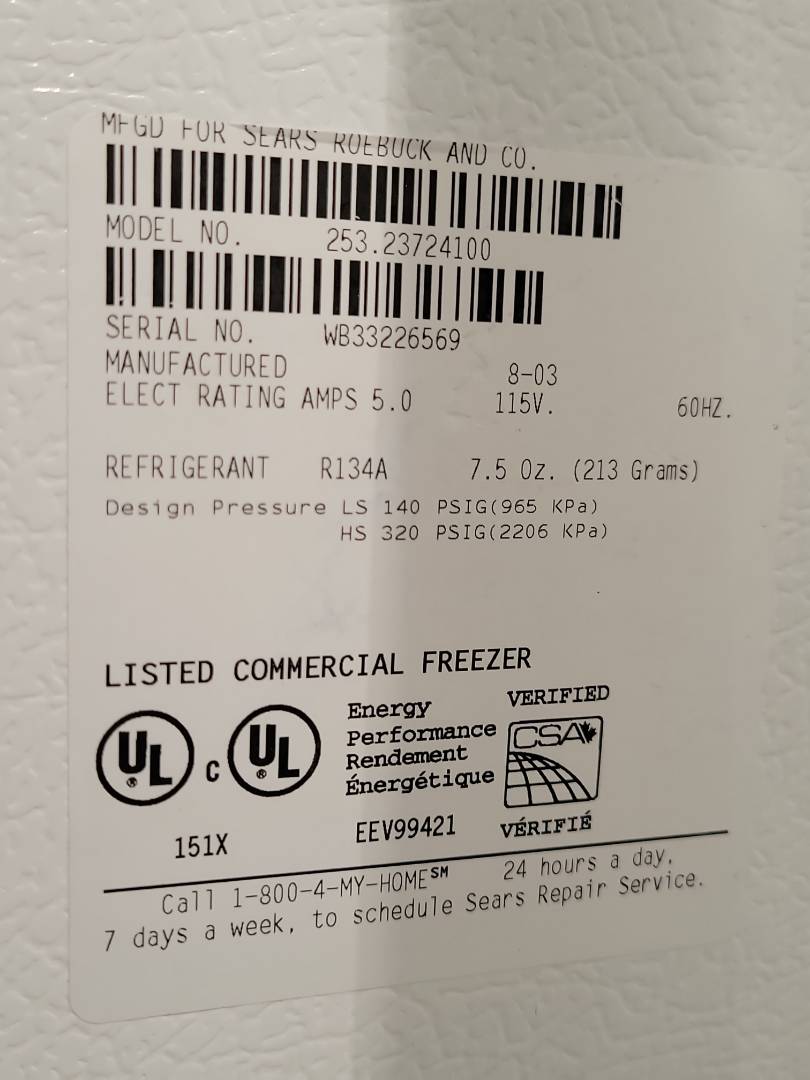 MFGD FOR SEARS ROEBUCK AND CO.
MODEL NO. 253.23724100
SERIAL NO. WB33226569
MANUFACTURED 8-03
ELECT RATING AMPS 5.0 115V. 60HZ.
REFRIGERANT R134A 7.5 Oz. (213 Grams)
Design Pressure LS 140 PSIG(965 KPa)
HS 320 PSIG(2206 KPa)
LISTED COMMERCIAL FREEZER
UL ® c UL ®
151X
Energy
Performance
Rendement
Énergétique
EEV99421
VERIFIED
CSA
VÉRIFIÉ
Call 1-800-4-MY-HOME℠ 24 hours a day,
7 days a week, to schedule Sears Repair Service.